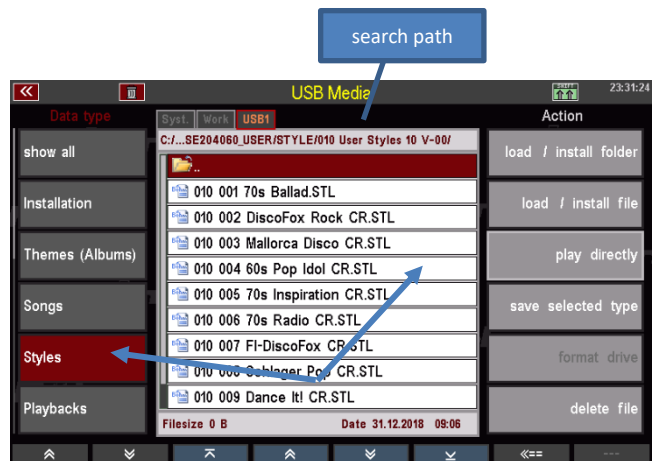 search path
USB Media
SHIFT
23:31:24
Data type
show all
Installation
Themes (Albums)
Songs
Styles
Playbacks
Syst. Work USB1
C:/...SE204060_USER/STYLE/010 User Styles 10 V-00/
..
010 001 70s Ballad.STL
010 002 DiscoFox Rock CR.STL
010 003 Mallorca Disco CR.STL
010 004 60s Pop Idol CR.STL
010 005 70s Inspiration CR.STL
010 006 70s Radio CR.STL
010 007 Fl-DiscoFox CR.STL
010 008 Schlager Pop CR.STL
010 009 Dance It! CR.STL
Filesize 0 B Date 31.12.2018 09:06
Action
load / install folder
load / install file
play directly
save selected type
format drive
delete file
<==
---